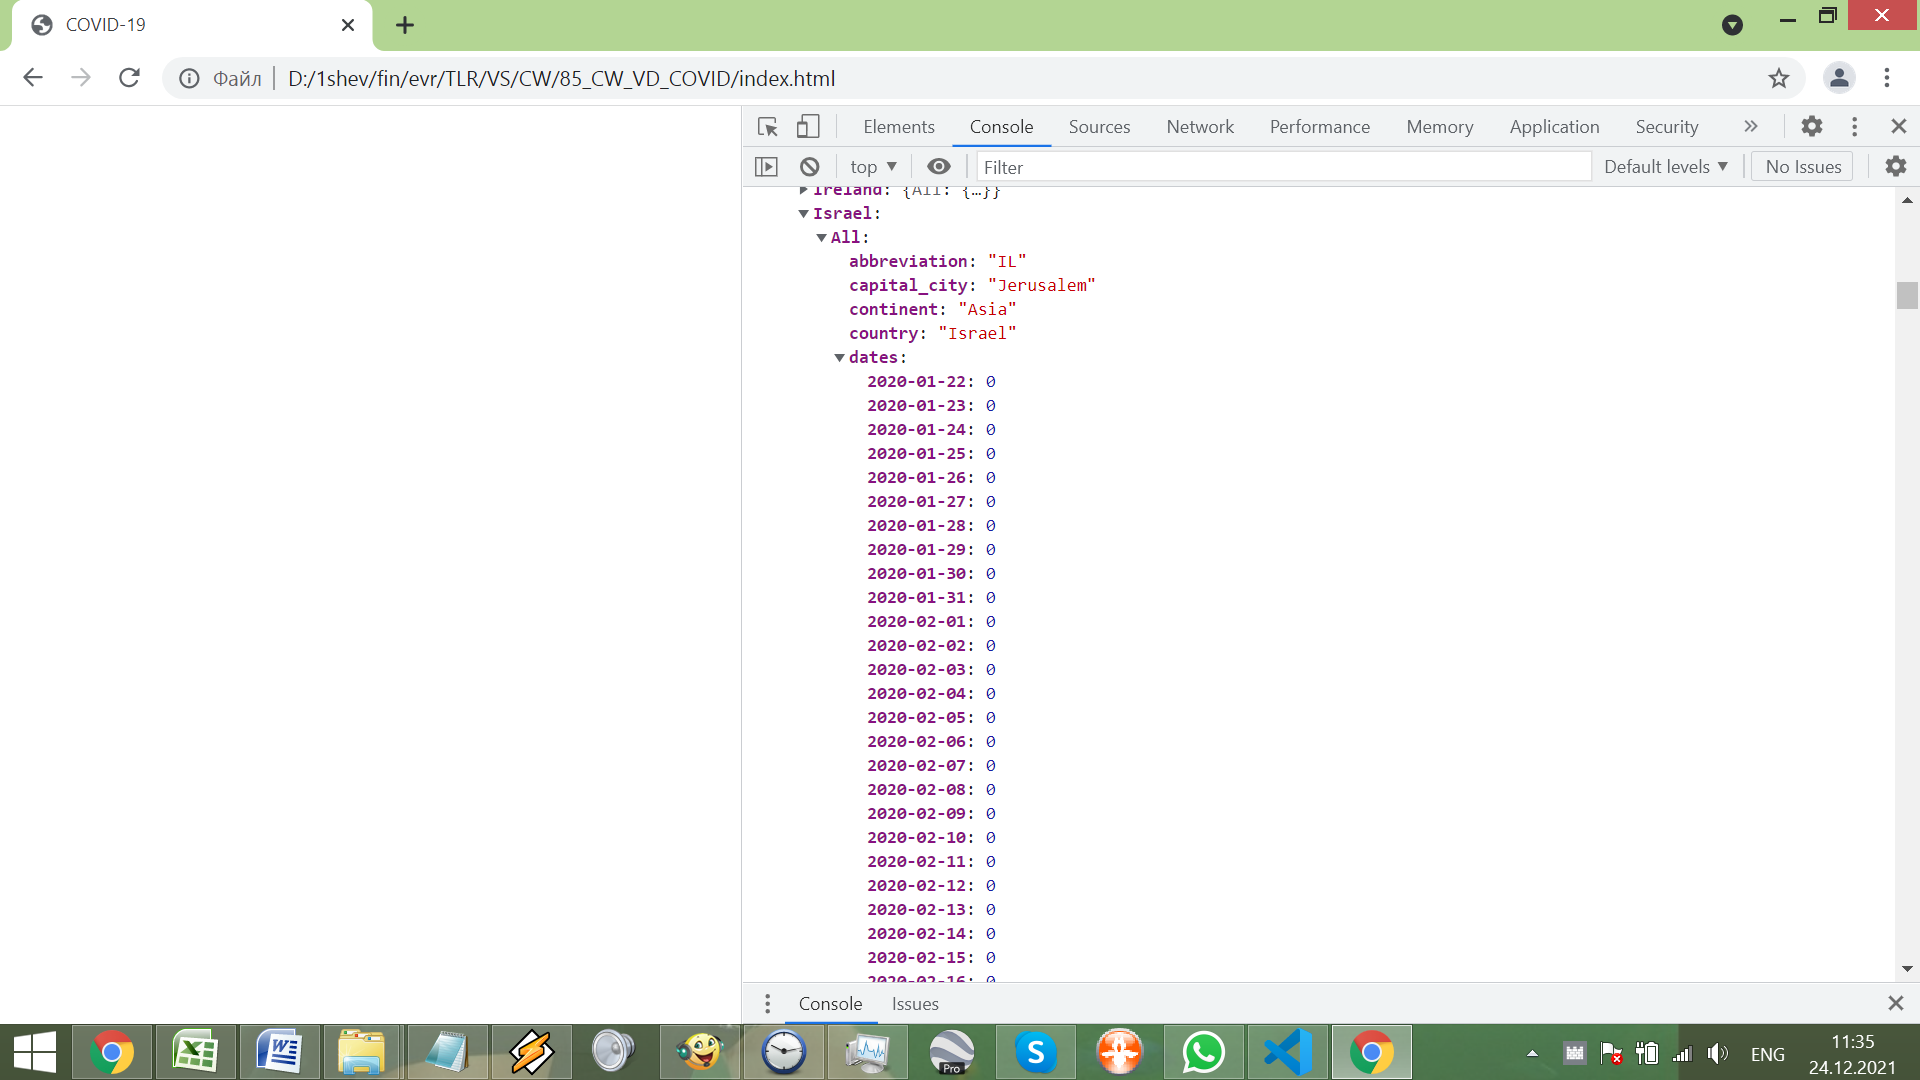 COVID-19
Файл D:/1shev/fin/evr/TLR/VS/CW/85_CW_VD_COVID/index.html
Elements Console Sources Network Performance Memory Application Security
top Filter Default levels No Issues
Ireland: {All: {…}}
Israel:
All:
abbreviation: "IL"
capital_city: "Jerusalem"
continent: "Asia"
country: "Israel"
dates:
2020-01-22: 0
2020-01-23: 0
2020-01-24: 0
2020-01-25: 0
2020-01-26: 0
2020-01-27: 0
2020-01-28: 0
2020-01-29: 0
2020-01-30: 0
2020-01-31: 0
2020-02-01: 0
2020-02-02: 0
2020-02-03: 0
2020-02-04: 0
2020-02-05: 0
2020-02-06: 0
2020-02-07: 0
2020-02-08: 0
2020-02-09: 0
2020-02-10: 0
2020-02-11: 0
2020-02-12: 0
2020-02-13: 0
2020-02-14: 0
2020-02-15: 0
2020-02-16: 0
Console Issues
Pro
ENG
11:35
24.12.2021